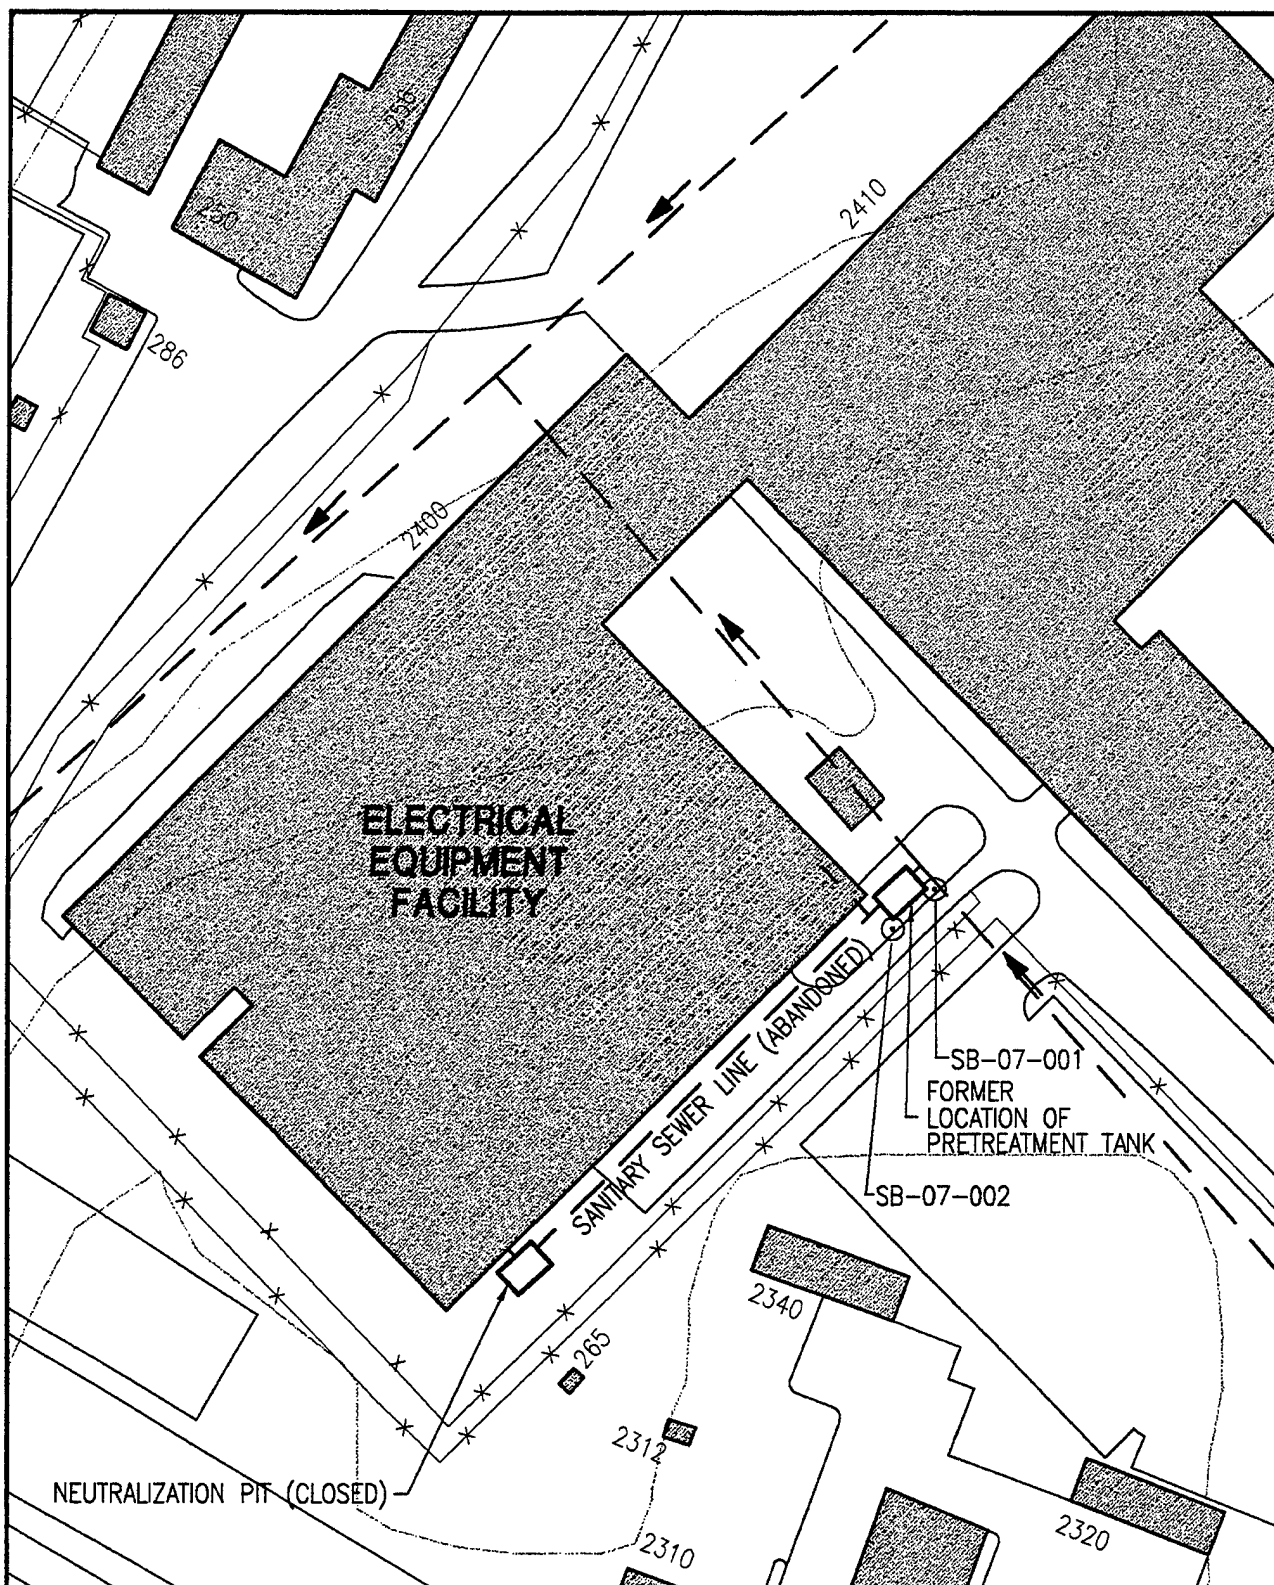 256
250
2410
286
2400
ELECTRICAL
EQUIPMENT
FACILITY
SANITARY SEWER LINE (ABANDONED)
SB-07-001
FORMER
LOCATION OF
PRETREATMENT TANK
SB-07-002
2340
265
2312
NEUTRALIZATION PIT (CLOSED)
2320
2310